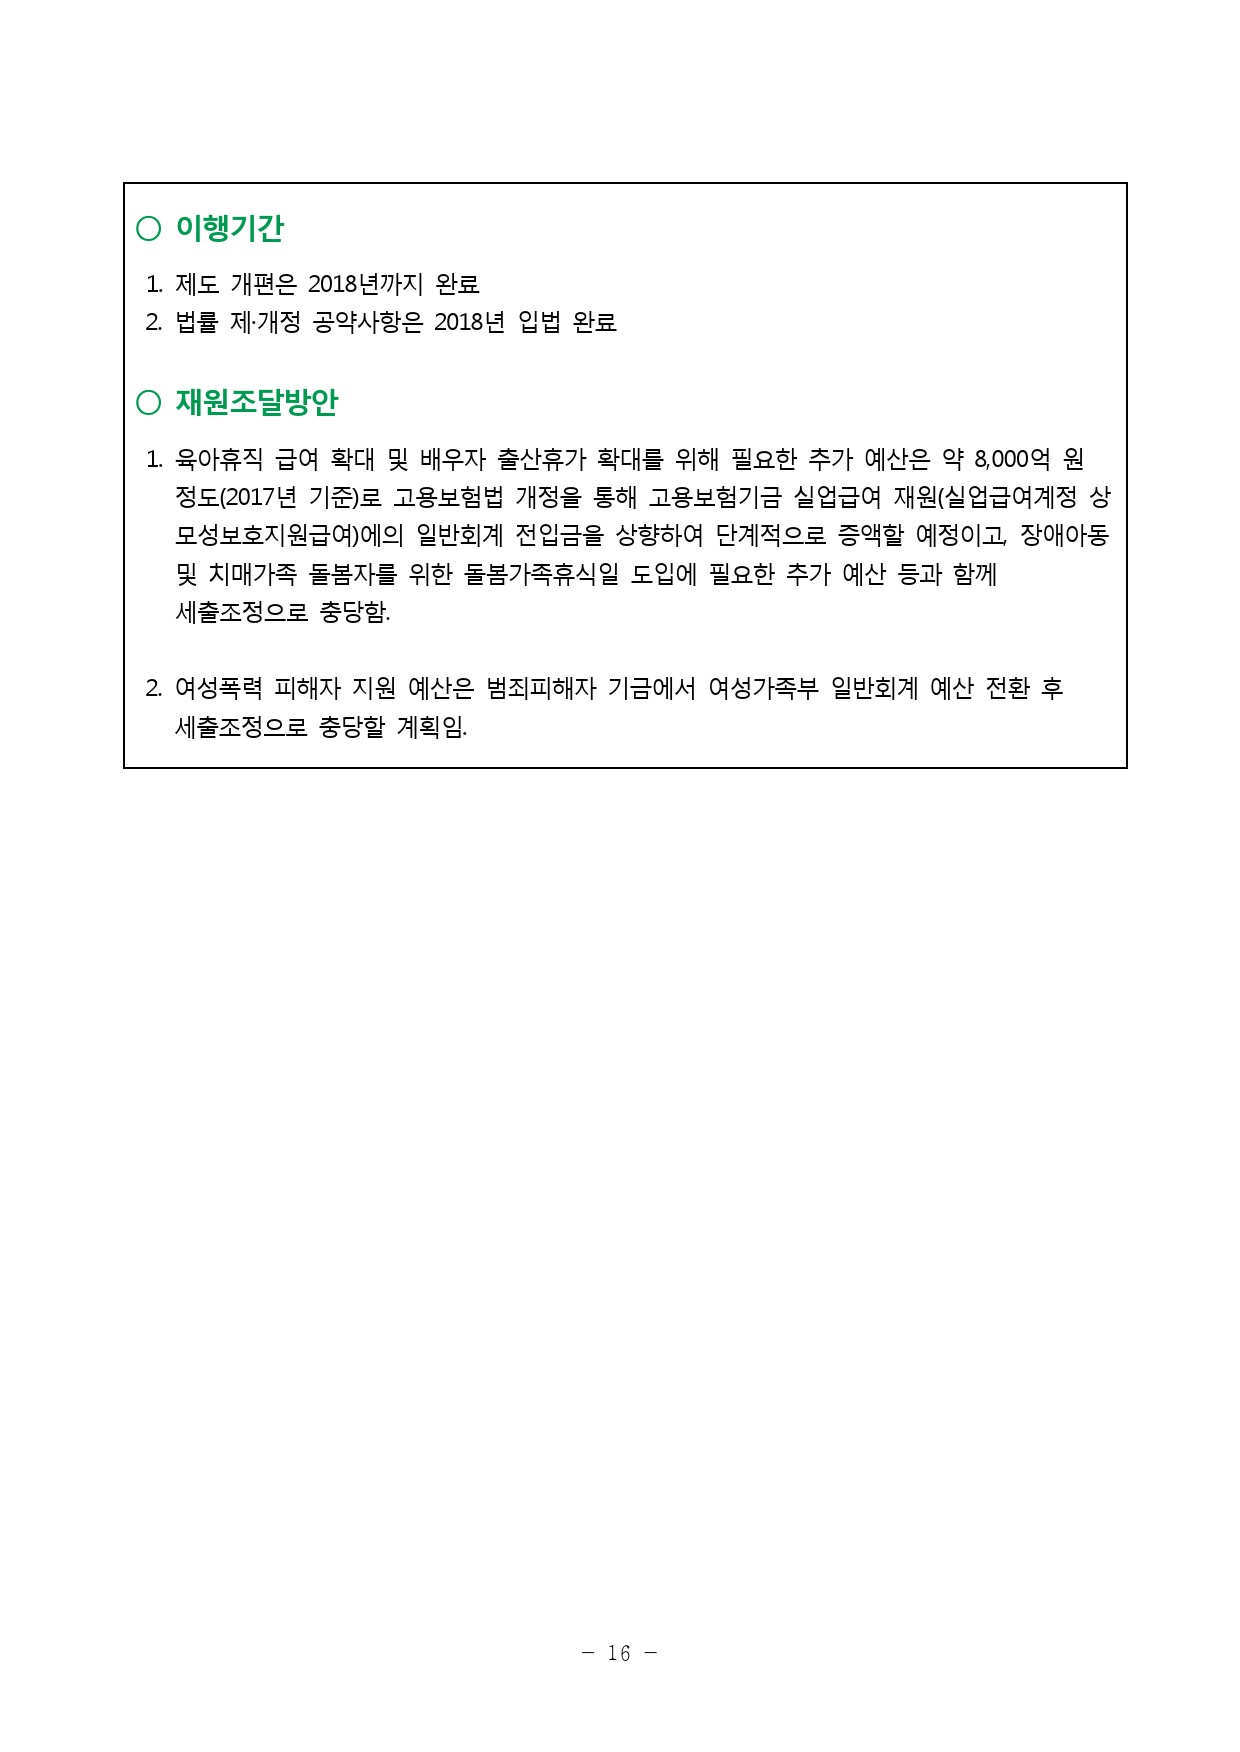 ○ 이행기간
1. 제도 개편은 2018년까지 완료
2. 법률 제·개정 공약사항은 2018년 입법 완료
○ 재원조달방안
1. 육아휴직 급여 확대 및 배우자 출산휴가 확대를 위해 필요한 추가 예산은 약 8,000억 원
정도(2017년 기준)로 고용보험법 개정을 통해 고용보험기금 실업급여 재원(실업급여계정 상
모성보호지원급여)에의 일반회계 전입금을 상향하여 단계적으로 증액할 예정이고, 장애아동
및 치매가족 돌봄자를 위한 돌봄가족휴식일 도입에 필요한 추가 예산 등과 함께
세출조정으로 충당함.
2. 여성폭력 피해자 지원 예산은 범죄피해자 기금에서 여성가족부 일반회계 예산 전환 후
세출조정으로 충당할 계획임.
- 16 -